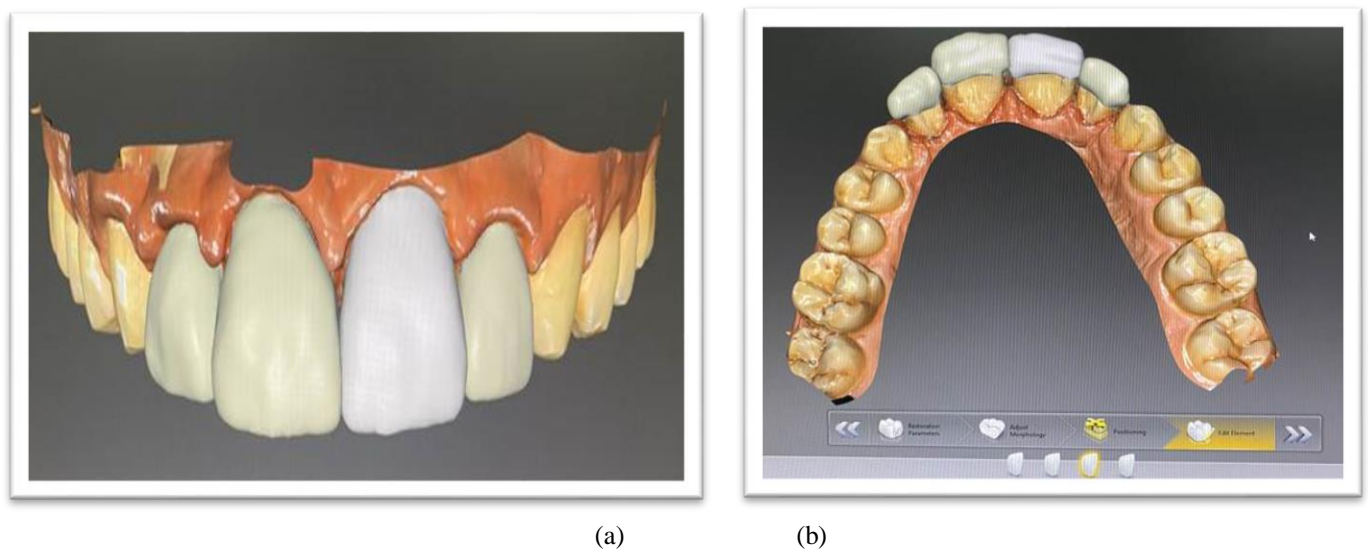 Restoration
Parameters
Adjust
Morphology
Positioning
Edit Element
(a)
(b)